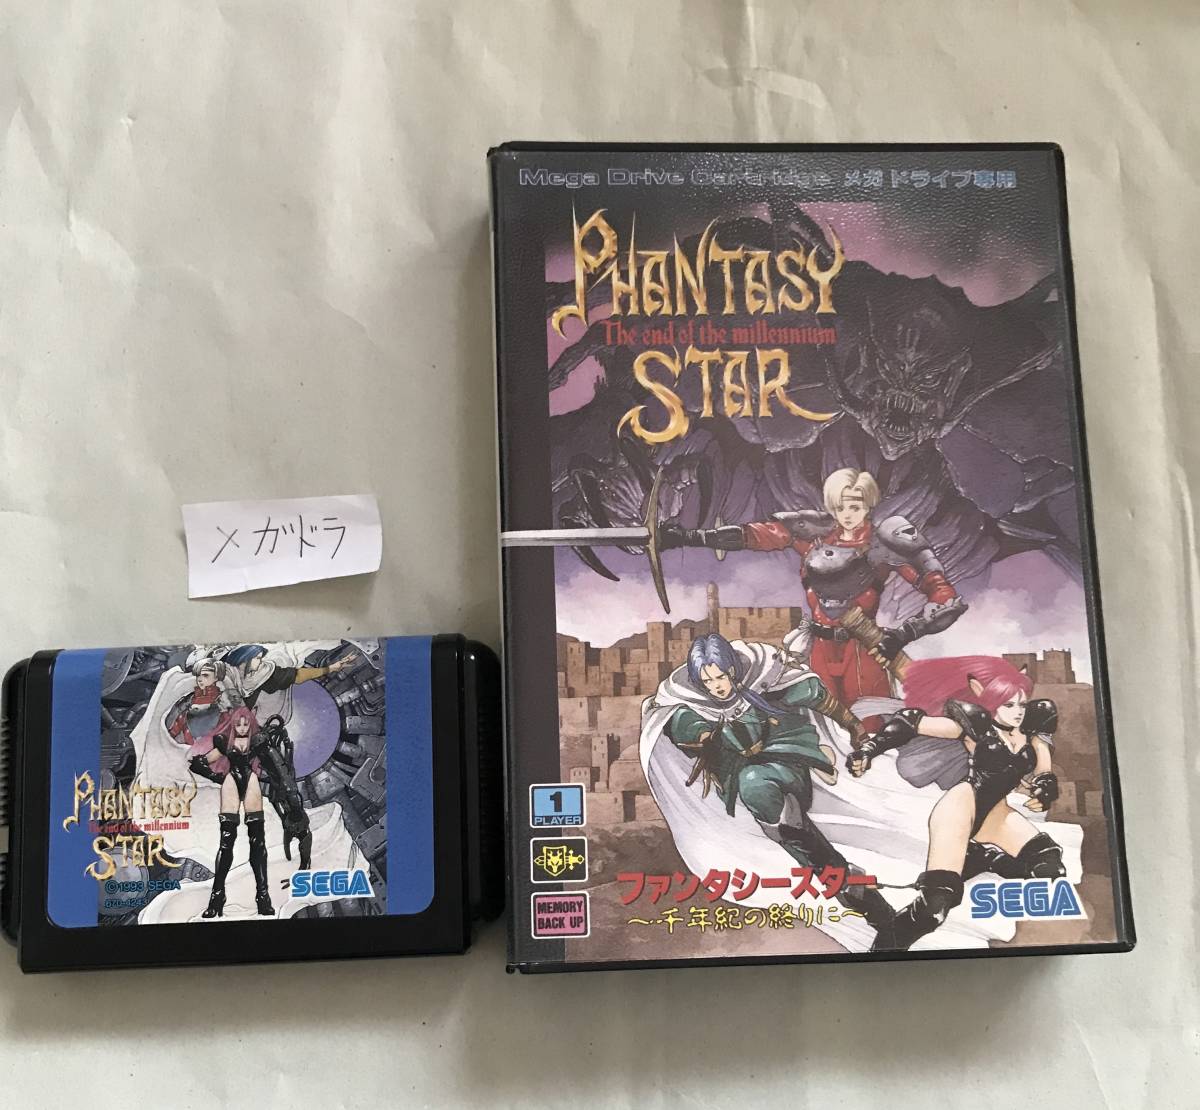 Mega Drive Cartridge メガドライブ専用
PHANTASY
The end of the millennium
STAR
メガドラ
1
PLAYER
MEMORY
BACK UP
ファンタシースター
～千年紀の終りに～
SEGA
PHANTASY
The end of the millennium
STAR
©1993 SEGA
670-4243
SEGA